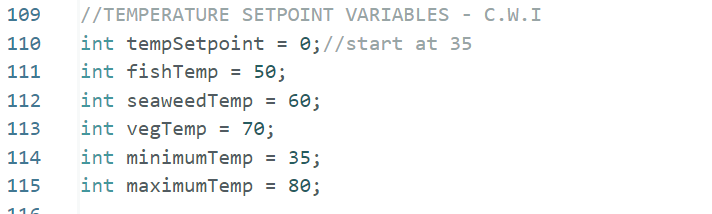 109 //TEMPERATURE SETPOINT VARIABLES - C.W.I
110 int tempSetpoint = 0;//start at 35
111 int fishTemp = 50;
112 int seaweedTemp = 60;
113 int vegTemp = 70;
114 int minimumTemp = 35;
115 int maximumTemp = 80;